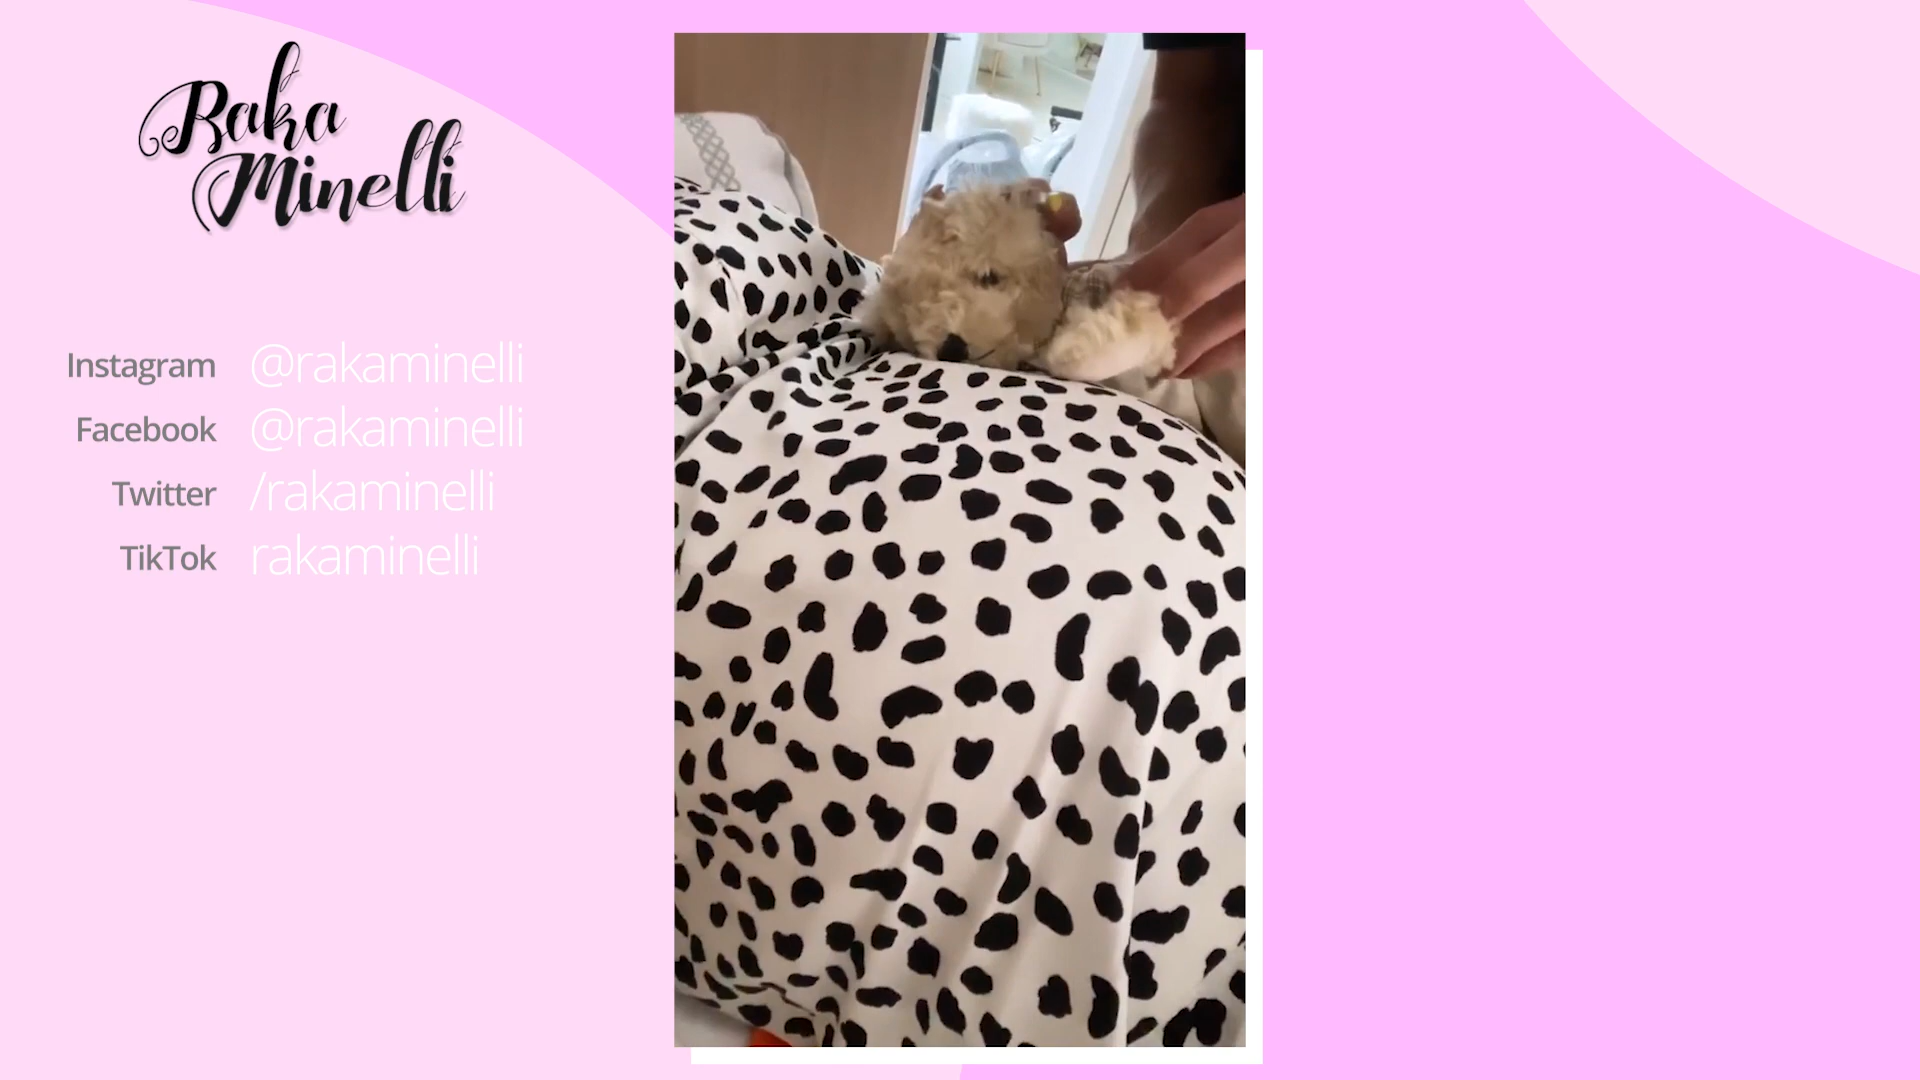 Raka
Minelli
Instagram @rakaminelli
Facebook @rakaminelli
Twitter /rakaminelli
TikTok rakaminelli